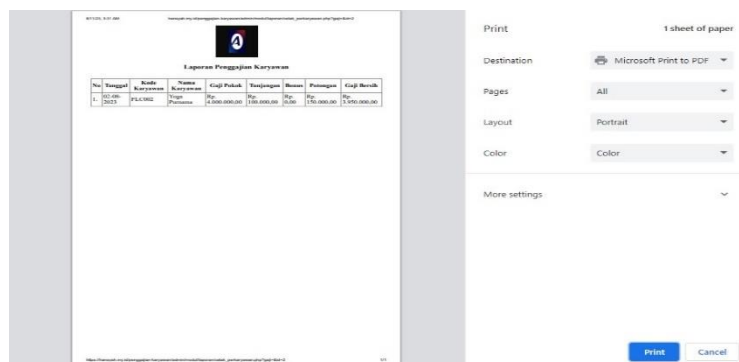 Print
1 sheet of paper
Laporan Penggajian Karyawan
Destination
Microsoft Print to PDF
No Tanggal Kode Karyawan Nama Karyawan Gaji Pokok Tunjangan Bonus Potongan Gaji Bersih
1. 02-08-2023 PLC002 Yoga Purnama Rp. 4.000.000,00 Rp. 100.000,00 Rp. 0,00 Rp. 150.000,00 Rp. 3.950.000,00
Pages
All
Layout
Portrait
Color
Color
More settings
1/1
Print
Cancel